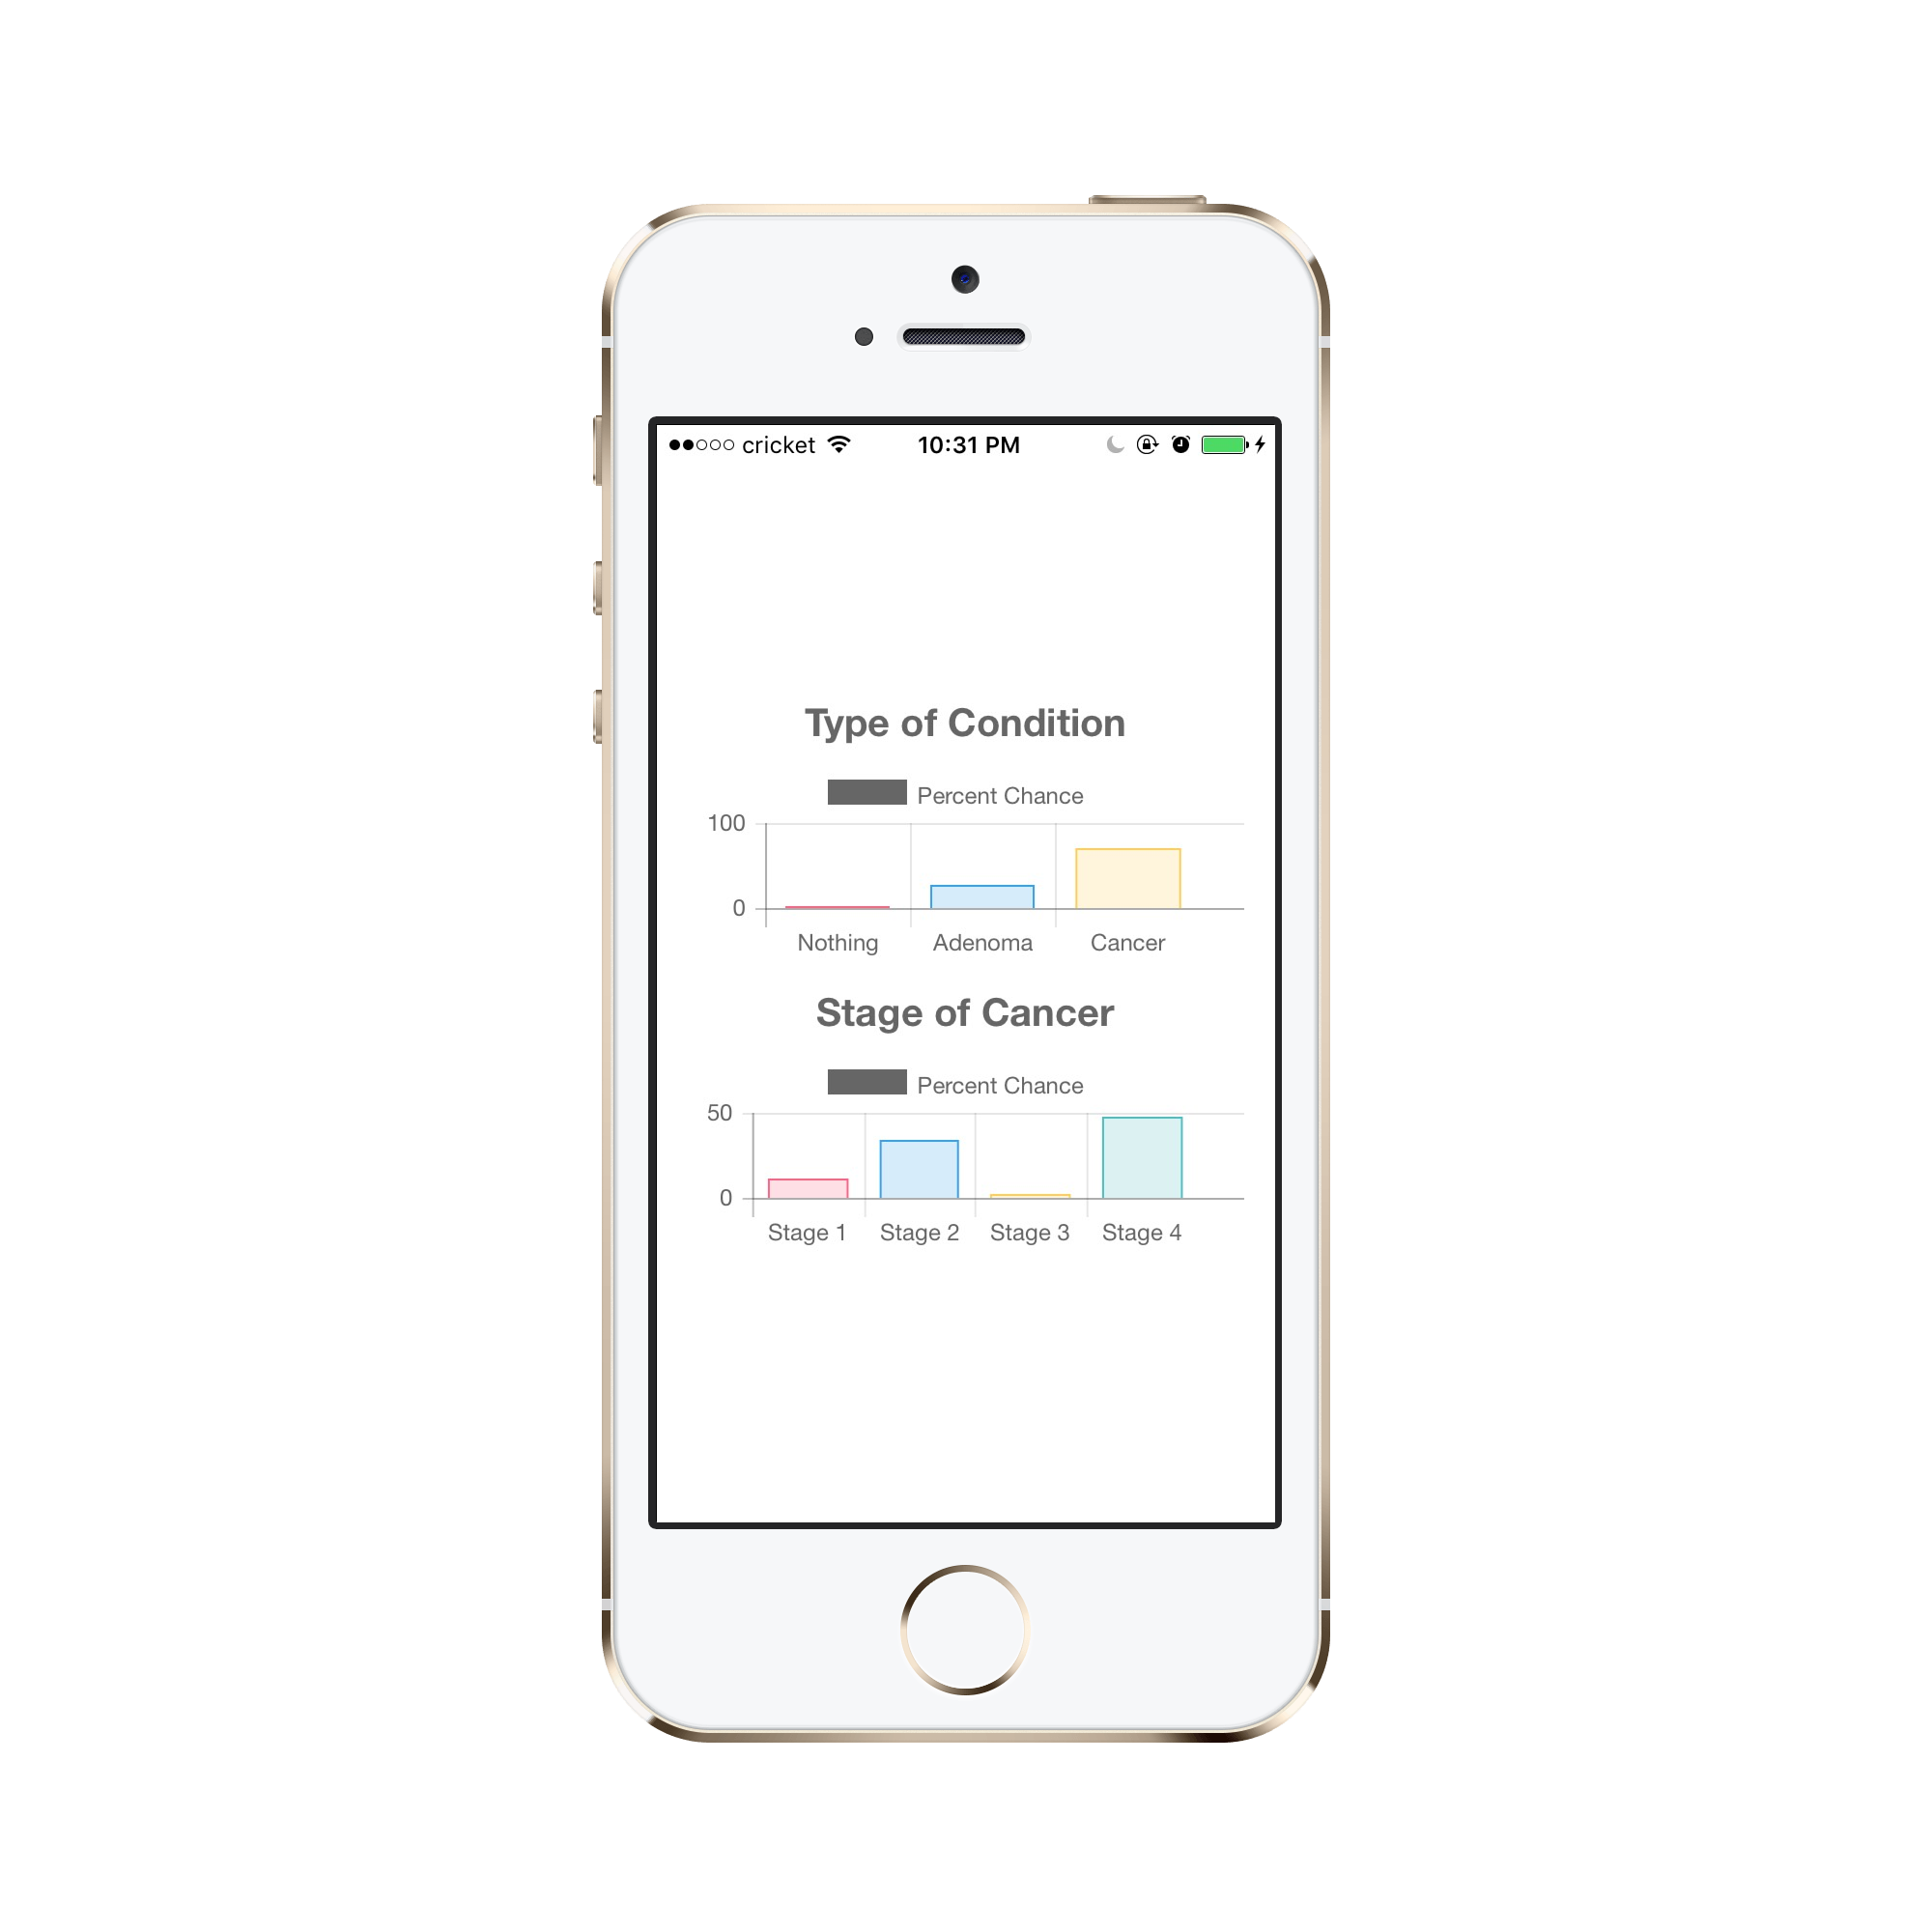 cricket 10:31 PM
Type of Condition
Percent Chance
100
0
Nothing Adenoma Cancer
Stage of Cancer
Percent Chance
50
0
Stage 1 Stage 2 Stage 3 Stage 4